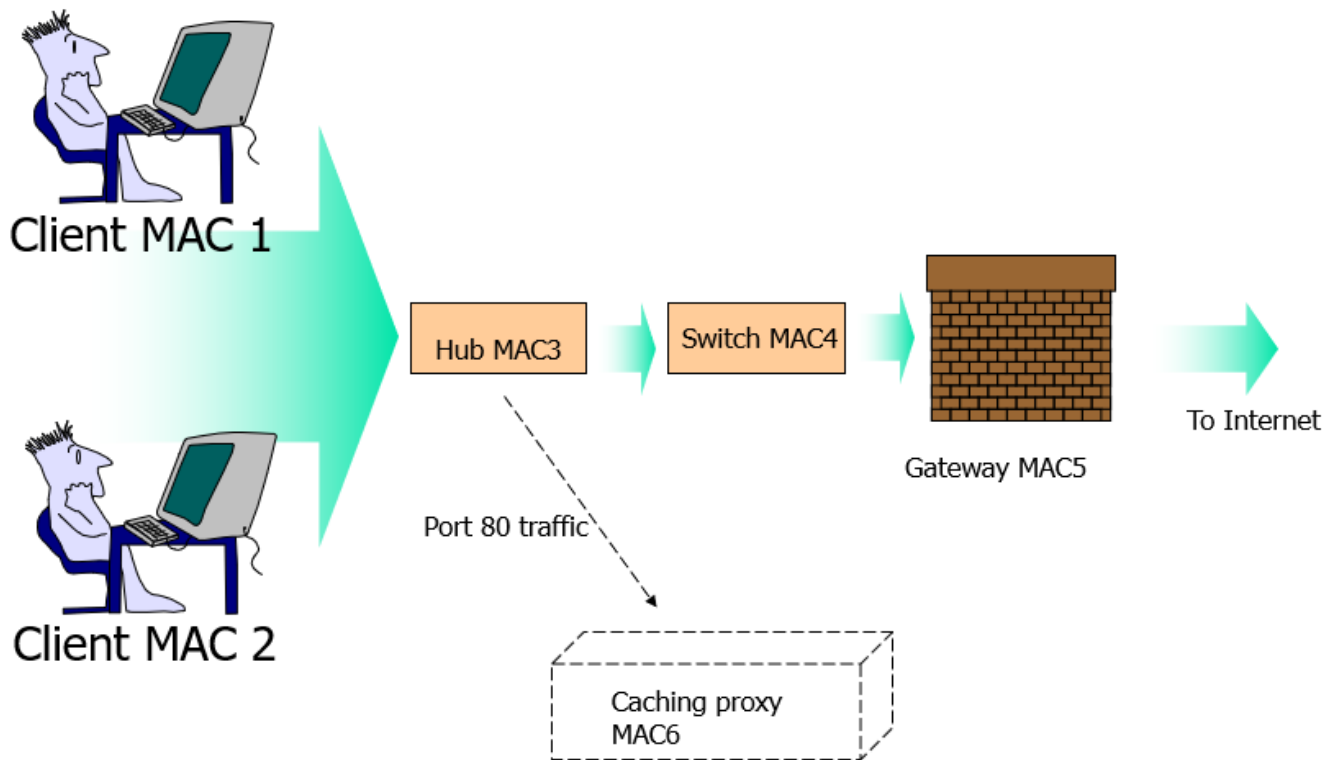 Client MAC 1
Hub MAC3
Switch MAC4
To Internet
Gateway MAC5
Port 80 traffic
Client MAC 2
Caching proxy
MAC6